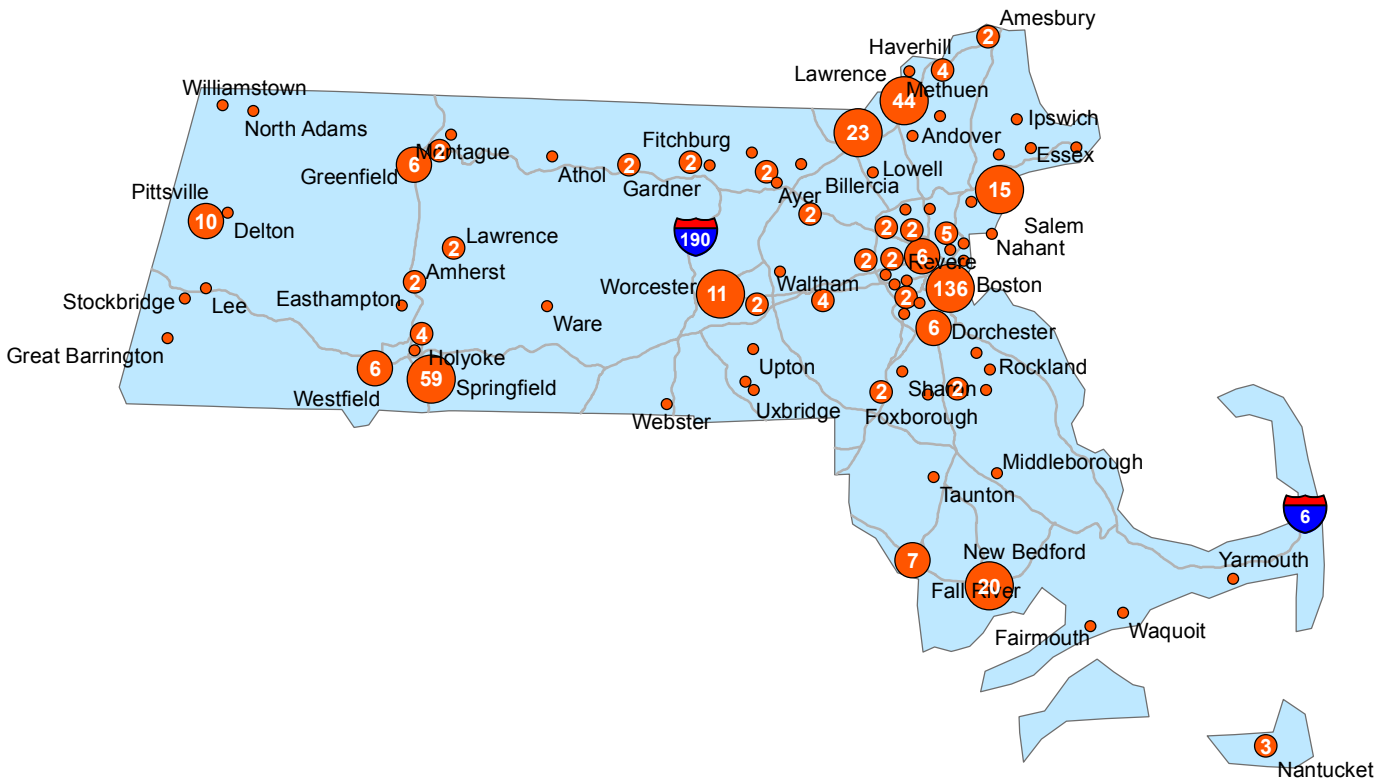 Amesbury
2
Haverhill
4
Lawrence
Methuen
44
Williamstown
North Adams
Ipswich
23
Andover
Fitchburg
Montague
2
Essex
6
Greenfield
Athol
2
Gardner
2
2
Ayer
Billercia
Lowell
15
Pittsville
10
Delton
2
Salem
Nahant
190
2
2
5
Lawrence
2
6
2
2
Revere
Amherst
2
Stockbridge
Lee
Easthampton
Worcester
11
2
Waltham
4
2
136
Boston
Ware
4
6
Dorchester
Great Barrington
Holyoke
6
59
Springfield
Westfield
Upton
Rockland
Sharon
2
2
Uxbridge
Foxborough
Webster
Middleborough
Taunton
6
New Bedford
7
20
Fall River
Yarmouth
Fairmouth
Waquoit
3
Nantucket